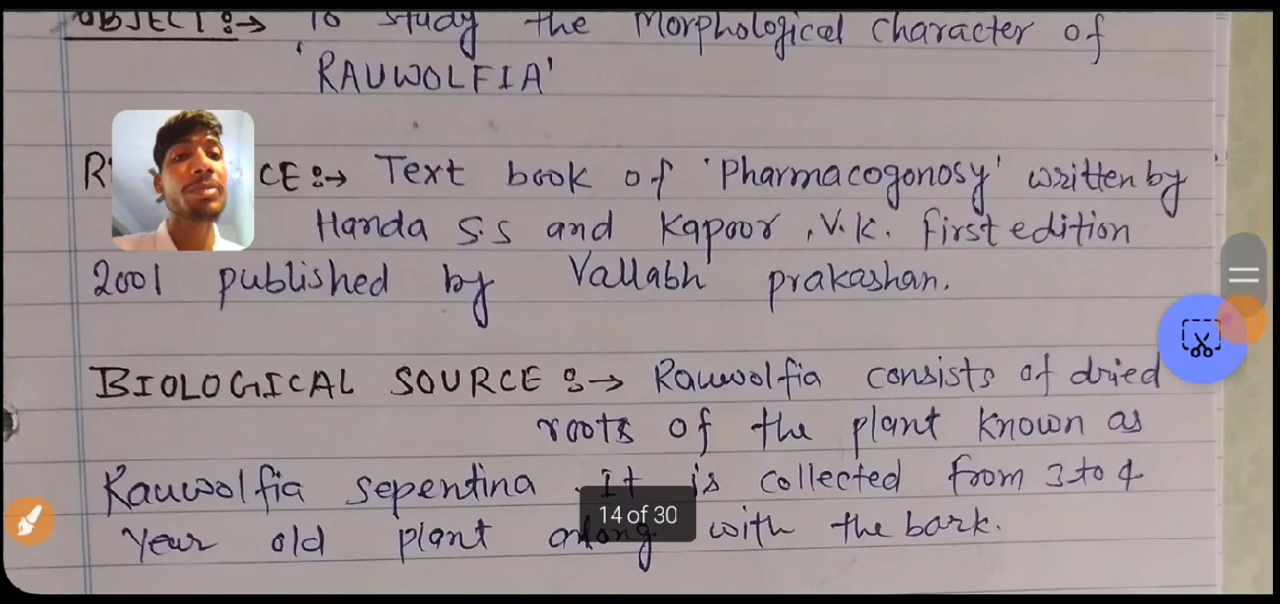 OBJECT :→ To study the Morphological character of
'RAUWOLFIA'
CE :→ Text book of 'Pharmacogonosy' written by
Handa S.S and Kapoor , V.K. first edition
2001 published by Vallabh prakashan.
BIOLOGICAL SOURCE :→ Rauwolfia consists of dried
roots of the plant known as
Rauwolfia sepentina . It is collected from 3 to 4
14 of 30
Year old plant along with the bark.